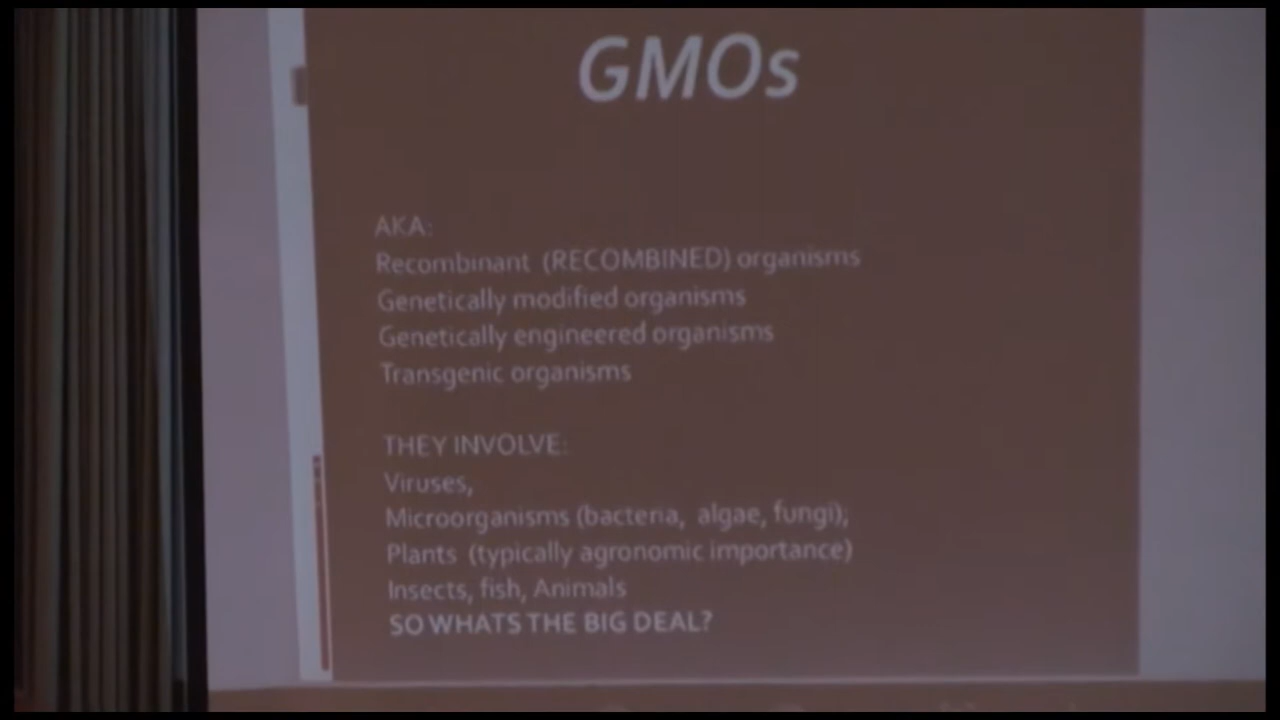 GMOs
AKA:
Recombinant (RECOMBINED) organisms
Genetically modified organisms
Genetically engineered organisms
Transgenic organisms
THEY INVOLVE:
Viruses,
Microorganisms (bacteria, algae, fungi);
Plants (typically agronomic importance)
Insects, fish, Animals
SO WHATS THE BIG DEAL?